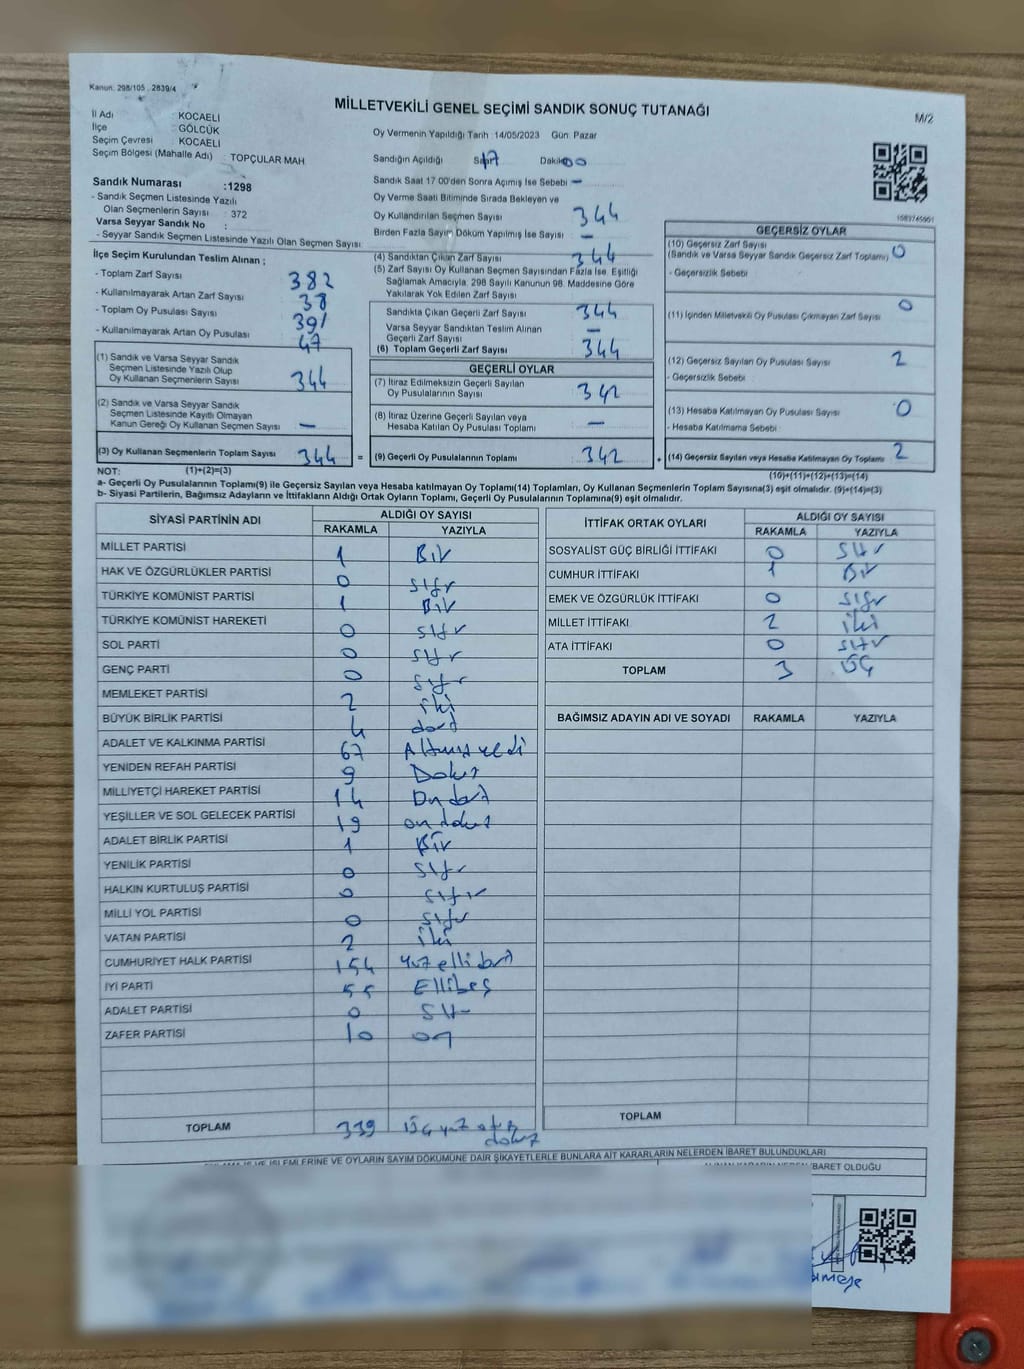 Kanun: 298/105 . 2839/4
MİLLETVEKİLİ GENEL SEÇİMİ SANDIK SONUÇ TUTANAĞI
M/2
İl Adı : KOCAELİ
İlçe : GÖLCÜK
Seçim Çevresi : KOCAELİ
Seçim Bölgesi (Mahalle Adı) : TOPÇULAR MAH
Sandık Numarası :1298
- Sandık Seçmen Listesinde Yazılı
Olan Seçmenlerin Sayısı : 372
Varsa Seyyar Sandık No :
- Seyyar Sandık Seçmen Listesinde Yazılı Olan Seçmen Sayısı:
Oy Vermenin Yapıldığı Tarih :14/05/2023 Gün: Pazar
Sandığın Açıldığı Saat 17 Dakika 00
Sandık Saat 17 00'den Sonra Açımış İse Sebebi –
Oy Verme Saati Bitiminde Sırada Bekleyen ve
Oy Kullandırılan Seçmen Sayısı 344
Birden Fazla Sayım Döküm Yapılmış İse Sayısı –
İlçe Seçim Kurulundan Teslim Alınan ;
- Toplam Zarf Sayısı 382
- Kullanılmayarak Artan Zarf Sayısı 38
- Toplam Oy Pusulası Sayısı 391
- Kullanılmayarak Artan Oy Pusulası 47
(1) Sandık ve Varsa Seyyar Sandık
Seçmen Listesinde Yazılı Olup
Oy Kullanan Seçmenlerin Sayısı 344
(2) Sandık ve Varsa Seyyar Sandık
Seçmen Listesinde Kayıtlı Olmayan
Kanun Gereği Oy Kullanan Seçmen Sayısı –
(3) Oy Kullanan Seçmenlerin Toplam Sayısı 344 =
(4) Sandıktan Çıkan Zarf Sayısı 344
(5) Zarf Sayısı Oy Kullanan Seçmen Sayısından Fazla İse, Eşitliği
Sağlamak Amacıyla, 298 Sayılı Kanunun 98. Maddesine Göre
Yakılarak Yok Edilen Zarf Sayısı
Sandıkta Çıkan Geçerli Zarf Sayısı 344
Varsa Seyyar Sandıktan Teslim Alınan
Geçerli Zarf Sayısı –
(6) Toplam Geçerli Zarf Sayısı 344
GEÇERLİ OYLAR
(7) İtiraz Edilmeksizin Geçerli Sayılan
Oy Pusulalarının Sayısı 342
(8) İtiraz Üzerine Geçerli Sayılan veya
Hesaba Katılan Oy Pusulası Toplamı –
(9) Geçerli Oy Pusulalarının Toplamı 342 +
GEÇERSİZ OYLAR
(10) Geçersiz Zarf Sayısı
(Sandık ve Varsa Seyyar Sandık Geçersiz Zarf Toplamı) 0
- Geçersizlik Sebebi
(11) İçinden Milletvekili Oy Pusulası Çıkmayan Zarf Sayısı 0
(12) Geçersiz Sayılan Oy Pusulası Sayısı 2
- Geçersizlik Sebebi
(13) Hesaba Katılmayan Oy Pusulası Sayısı 0
- Hesaba Katılmama Sebebi
(14) Geçersiz Sayılan veya Hesaba Katılmayan Oy Toplamı 2
NOT: (1)+(2)=(3) (10)+(11)+(12)+(13)=(14)
a- Geçerli Oy Pusulalarının Toplamı(9) ile Geçersiz Sayılan veya Hesaba katılmayan Oy Toplamı(14) Toplamları, Oy Kullanan Seçmenlerin Toplam Sayısına(3) eşit olmalıdır. (9)+(14)=(3)
b- Siyasi Partilerin, Bağımsız Adayların ve İttifakların Aldığı Ortak Oyların Toplamı, Geçerli Oy Pusulalarının Toplamına(9) eşit olmalıdır.
SİYASİ PARTİNİN ADI ALDIĞI OY SAYISI
RAKAMLA YAZIYLA
MİLLET PARTİSİ 1 Bir
HAK VE ÖZGÜRLÜKLER PARTİSİ 0 sıfır
TÜRKİYE KOMÜNİST PARTİSİ 1 Bir
TÜRKİYE KOMÜNİST HAREKETİ 0 sıfır
SOL PARTİ 0 sıfır
GENÇ PARTİ 0 sıfır
MEMLEKET PARTİSİ 2 iki
BÜYÜK BİRLİK PARTİSİ 4 dord
ADALET VE KALKINMA PARTİSİ 67 Altmış yedi
YENİDEN REFAH PARTİSİ 9 Dokuz
MİLLİYETÇİ HAREKET PARTİSİ 14 On dort
YEŞİLLER VE SOL GELECEK PARTİSİ 19 on dokuz
ADALET BİRLİK PARTİSİ 1 Bir
YENİLİK PARTİSİ 0 sıfır
HALKIN KURTULUŞ PARTİSİ 0 sıfır
MİLLİ YOL PARTİSİ 0 sıfır
VATAN PARTİSİ 2 iki
CUMHURİYET HALK PARTİSİ 154 yüz elli dört
İYİ PARTİ 55 Ellibeş
ADALET PARTİSİ 0 sıfır
ZAFER PARTİSİ 10 on
TOPLAM 339 üç yüz otuz
dokuz
İTTİFAK ORTAK OYLARI ALDIĞI OY SAYISI
RAKAMLA YAZIYLA
SOSYALİST GÜÇ BİRLİĞİ İTTİFAKI 0 sıfır
CUMHUR İTTİFAKI 1 Bir
EMEK VE ÖZGÜRLÜK İTTİFAKI 0 sıfır
MİLLET İTTİFAKI 2 iki
ATA İTTİFAKI 0 sıfır
TOPLAM 3 üç
BAĞIMSIZ ADAYIN ADI VE SOYADI RAKAMLA YAZIYLA
TOPLAM
İŞLEMLERİNE VE OYLARIN SAYIM DÖKÜMÜNE DAİR ŞİKAYETLERLE BUNLARA AİT KARARLARIN NELERDEN İBARET BULUNDUKLARI
İBARET OLDUĞU